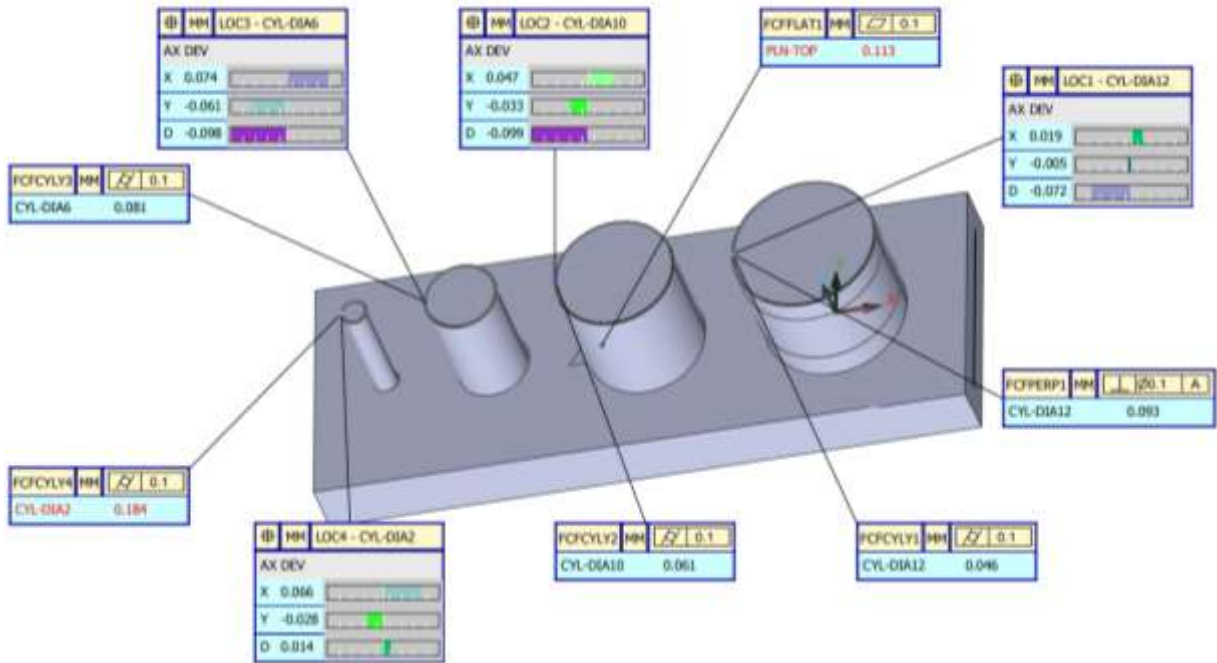 MM LOC3 - CYL-DIA6
AX DEV
X 0.074
Y -0.061
D -0.098
MM LOC2 - CYL-DIA10
AX DEV
X 0.047
Y -0.033
D -0.099
FCFFLAT1 MM 0.1
PLN-TOP 0.113
MM LOC1 - CYL-DIA12
AX DEV
X 0.019
Y -0.005
D -0.072
FCFCYLY3 MM 0.1
CYL-DIA6 0.081
FCFPERP1 MM ⊥ Ø0.1 A
CYL-DIA12 0.093
FCFCYLY4 MM 0.1
CYL-DIA2 0.184
MM LOC4 - CYL-DIA2
AX DEV
X 0.066
Y -0.028
D 0.014
FCFCYLY2 MM 0.1
CYL-DIA10 0.061
FCFCYLY1 MM 0.1
CYL-DIA12 0.046